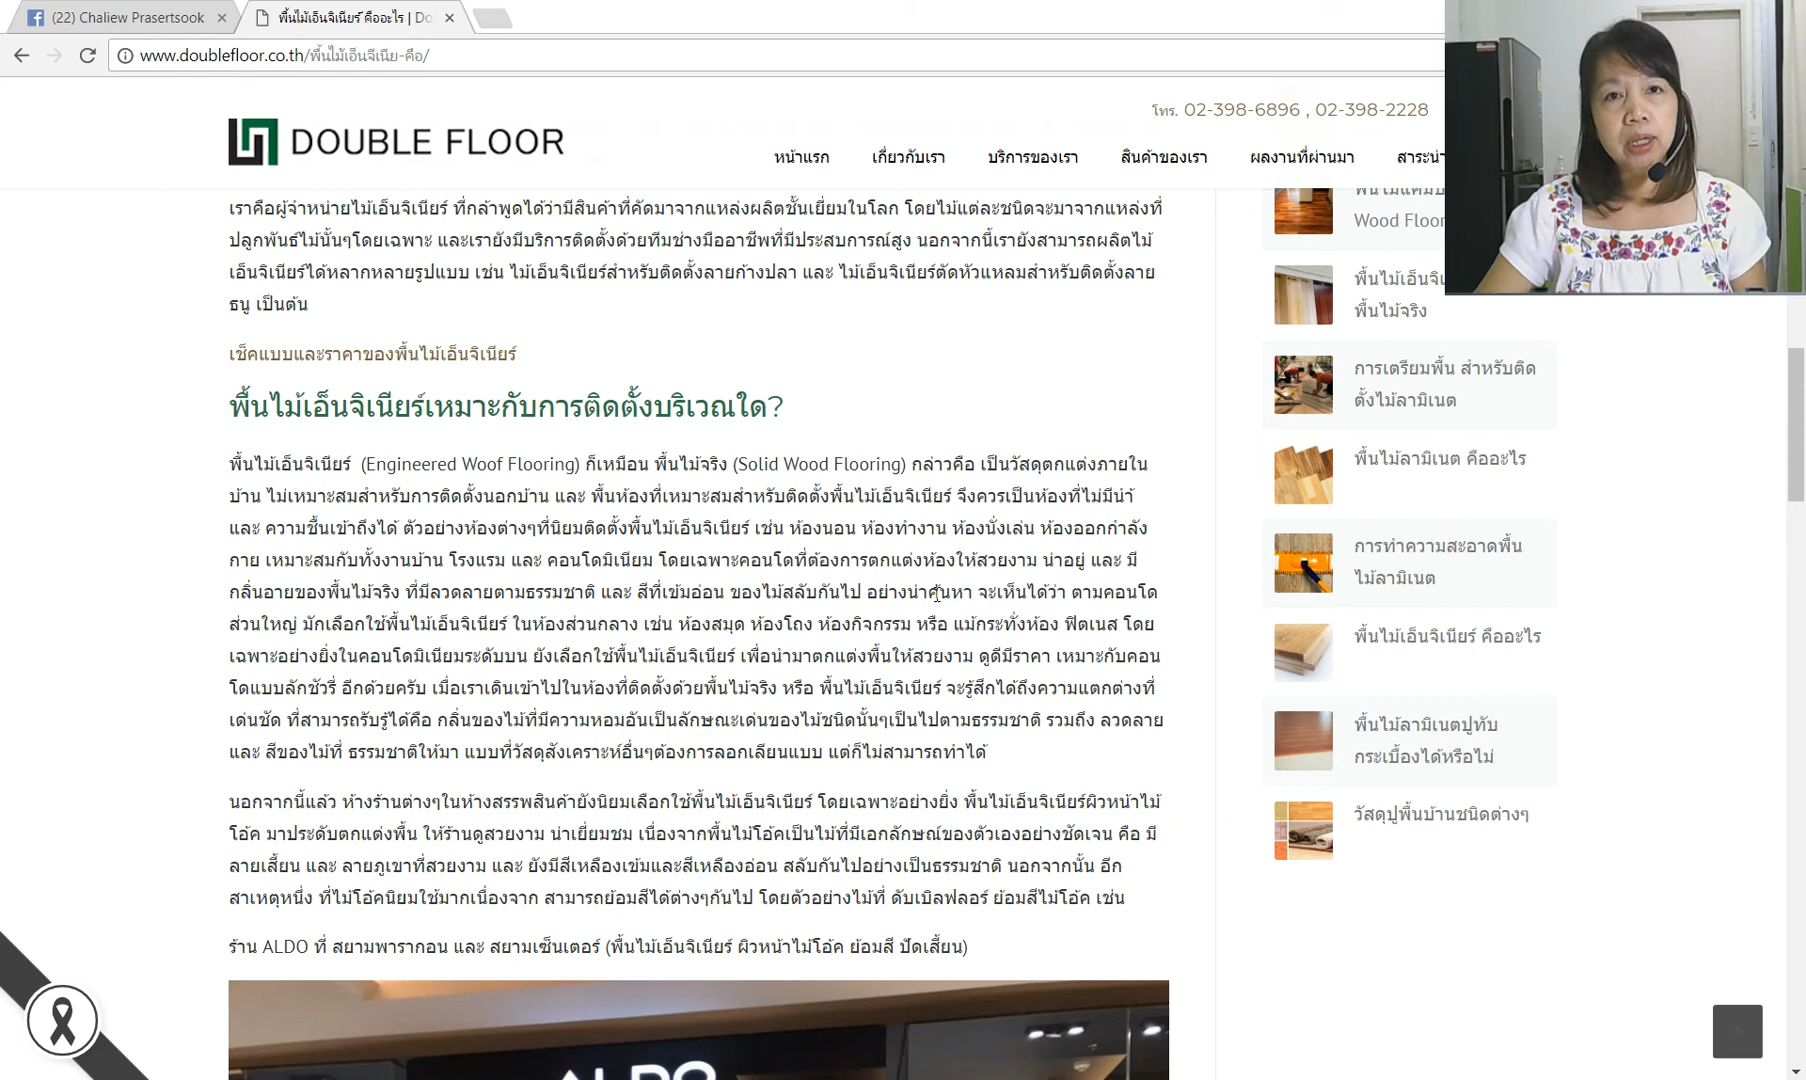 (22) Chaliew Prasertsook
พื้นไม้เอ็นจิเนียร์ คืออะไร | Do
www.doublefloor.co.th/พื้นไม้เอ็นจีเนีย-คือ/
โทร. 02-398-6896 , 02-398-2228
DOUBLE FLOOR
หน้าแรก เกี่ยวกับเรา บริการของเรา สินค้าของเรา ผลงานที่ผ่านมา สาระน่า
เราคือผู้จำหน่ายไม้เอ็นจิเนียร์ ที่กล้าพูดได้ว่ามีสินค้าที่คัดมาจากแหล่งผลิตชั้นเยี่ยมในโลก โดยไม้แต่ละชนิดจะมาจากแหล่งที่
ปลูกพันธ์ไม้นั้นๆโดยเฉพาะ และเรายังมีบริการติดตั้งด้วยทีมช่างมืออาชีพที่มีประสบการณ์สูง นอกจากนี้เรายังสามารถผลิตไม้
เอ็นจิเนียร์ได้หลากหลายรูปแบบ เช่น ไม้เอ็นจิเนียร์สำหรับติดตั้งลายก้างปลา และ ไม้เอ็นจิเนียร์ตัดหัวแหลมสำหรับติดตั้งลาย
ธนู เป็นต้น
เช็คแบบและราคาของพื้นไม้เอ็นจิเนียร์
พื้นไม้เอ็นจิเนียร์เหมาะกับการติดตั้งบริเวณใด?
พื้นไม้เอ็นจิเนียร์ (Engineered Woof Flooring) ก็เหมือน พื้นไม้จริง (Solid Wood Flooring) กล่าวคือ เป็นวัสดุตกแต่งภายใน
บ้าน ไม่เหมาะสมสำหรับการติดตั้งนอกบ้าน และ พื้นห้องที่เหมาะสมสำหรับติดตั้งพื้นไม้เอ็นจิเนียร์ จึงควรเป็นห้องที่ไม่มีน้ำ
และ ความชื้นเข้าถึงได้ ตัวอย่างห้องต่างๆที่นิยมติดตั้งพื้นไม้เอ็นจิเนียร์ เช่น ห้องนอน ห้องทำงาน ห้องนั่งเล่น ห้องออกกำลัง
กาย เหมาะสมกับทั้งงานบ้าน โรงแรม และ คอนโดมิเนียม โดยเฉพาะคอนโดที่ต้องการตกแต่งห้องให้สวยงาม น่าอยู่ และ มี
กลิ่นอายของพื้นไม้จริง ที่มีลวดลายตามธรรมชาติ และ สีที่เข้มอ่อน ของไม้สลับกันไป อย่างน่าค้นหา จะเห็นได้ว่า ตามคอนโด
ส่วนใหญ่ มักเลือกใช้พื้นไม้เอ็นจิเนียร์ ในห้องส่วนกลาง เช่น ห้องสมุด ห้องโถง ห้องกิจกรรม หรือ แม้กระทั่งห้อง ฟิตเนส โดย
เฉพาะอย่างยิ่งในคอนโดมิเนียมระดับบน ยังเลือกใช้พื้นไม้เอ็นจิเนียร์ เพื่อนำมาตกแต่งพื้นให้สวยงาม ดูดีมีราคา เหมาะกับคอน
โดแบบลักชัวรี่ อีกด้วยครับ เมื่อเราเดินเข้าไปในห้องที่ติดตั้งด้วยพื้นไม้จริง หรือ พื้นไม้เอ็นจิเนียร์ จะรู้สึกได้ถึงความแตกต่างที่
เด่นชัด ที่สามารถรับรู้ได้คือ กลิ่นของไม้ที่มีความหอมอันเป็นลักษณะเด่นของไม้ชนิดนั้นๆเป็นไปตามธรรมชาติ รวมถึง ลวดลาย
และ สีของไม้ที่ ธรรมชาติให้มา แบบที่วัสดุสังเคราะห์อื่นๆต้องการลอกเลียนแบบ แต่ก็ไม่สามารถทำได้
นอกจากนี้แล้ว ห้างร้านต่างๆในห้างสรรพสินค้ายังนิยมเลือกใช้พื้นไม้เอ็นจิเนียร์ โดยเฉพาะอย่างยิ่ง พื้นไม้เอ็นจิเนียร์ผิวหน้าไม้
โอ๊ค มาประดับตกแต่งพื้น ให้ร้านดูสวยงาม น่าเยี่ยมชม เนื่องจากพื้นไม้โอ๊คเป็นไม้ที่มีเอกลักษณ์ของตัวเองอย่างชัดเจน คือ มี
ลายเสี้ยน และ ลายภูเขาที่สวยงาม และ ยังมีสีเหลืองเข้มและสีเหลืองอ่อน สลับกันไปอย่างเป็นธรรมชาติ นอกจากนั้น อีก
สาเหตุหนึ่ง ที่ไม้โอ๊คนิยมใช้มากเนื่องจาก สามารถย้อมสีได้ต่างๆกันไป โดยตัวอย่างไม้ที่ ดับเบิลฟลอร์ ย้อมสีไม้โอ๊ค เช่น
ร้าน ALDO ที่ สยามพารากอน และ สยามเซ็นเตอร์ (พื้นไม้เอ็นจิเนียร์ ผิวหน้าไม้โอ๊ค ย้อมสี ปัดเสี้ยน)
ALDO
Wood Floor
พื้นไม้เอ็นจิเ
พื้นไม้จริง
การเตรียมพื้น สำหรับติด
ตั้งไม้ลามิเนต
พื้นไม้ลามิเนต คืออะไร
การทำความสะอาดพื้น
ไม้ลามิเนต
พื้นไม้เอ็นจิเนียร์ คืออะไร
พื้นไม้ลามิเนตปูทับ
กระเบื้องได้หรือไม่
วัสดุปูพื้นบ้านชนิดต่างๆ